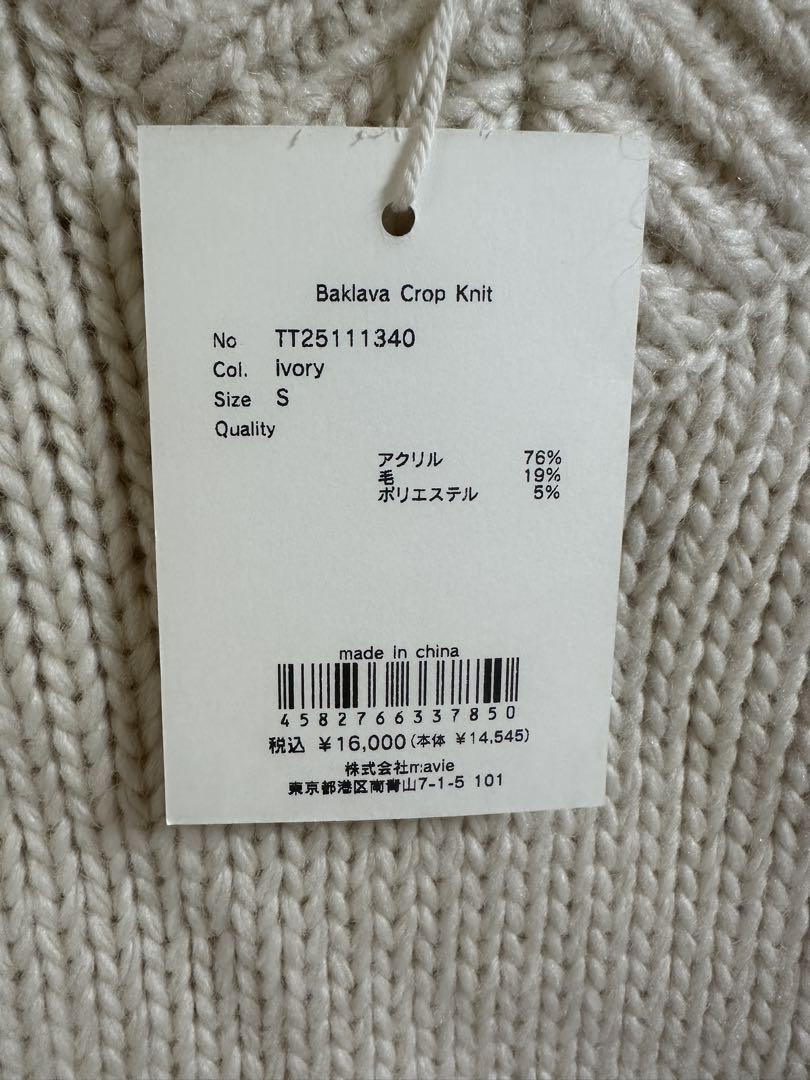 Baklava Crop Knit
No TT25111340
Col. ivory
Size S
Quality
アクリル 76%
毛 19%
ポリエステル 5%
made in china
4582766337850
税込 ¥16,000(本体 ¥14,545)
株式会社mavie
東京都港区南青山7-1-5 101